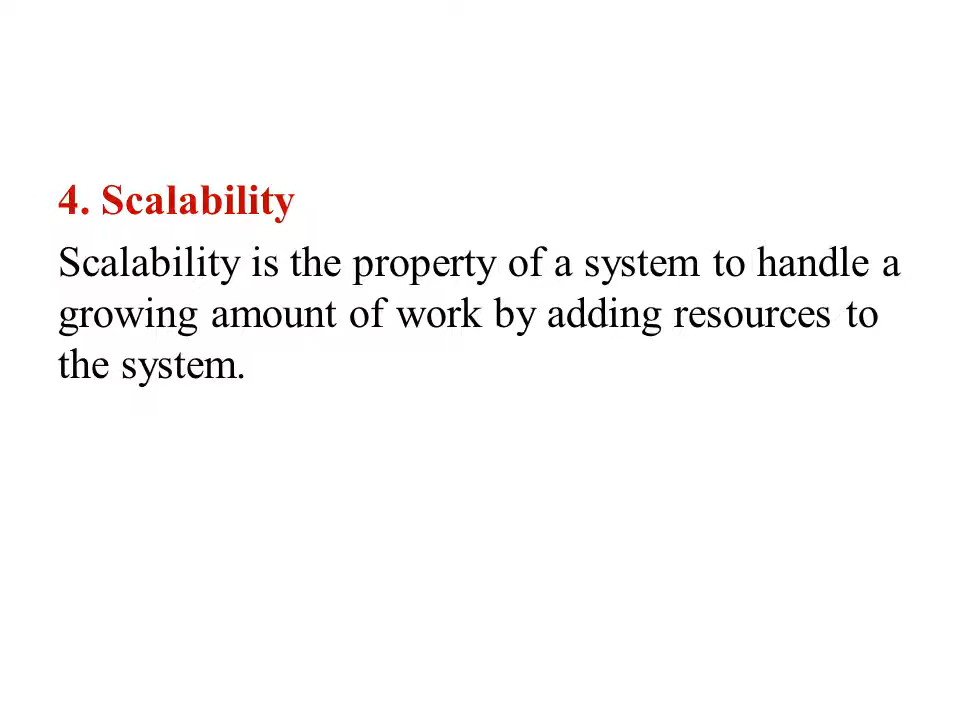 4. Scalability
Scalability is the property of a system to handle a
growing amount of work by adding resources to
the system.